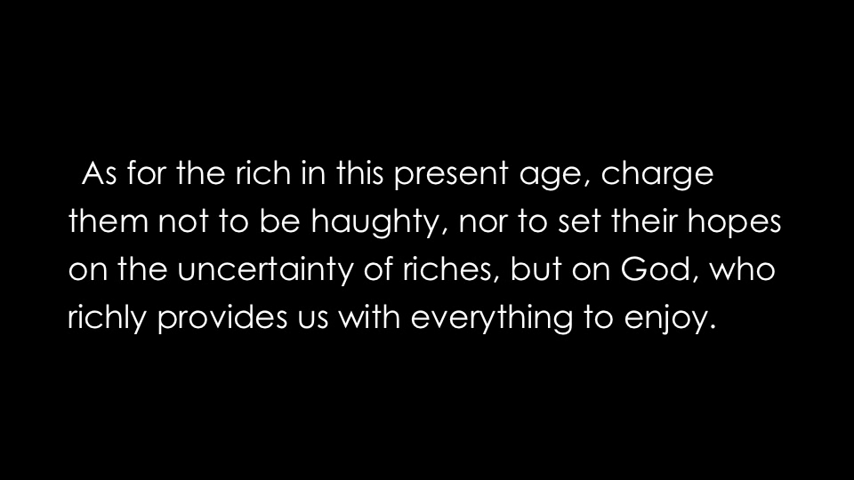 As for the rich in this present age, charge
them not to be haughty, nor to set their hopes
on the uncertainty of riches, but on God, who
richly provides us with everything to enjoy.